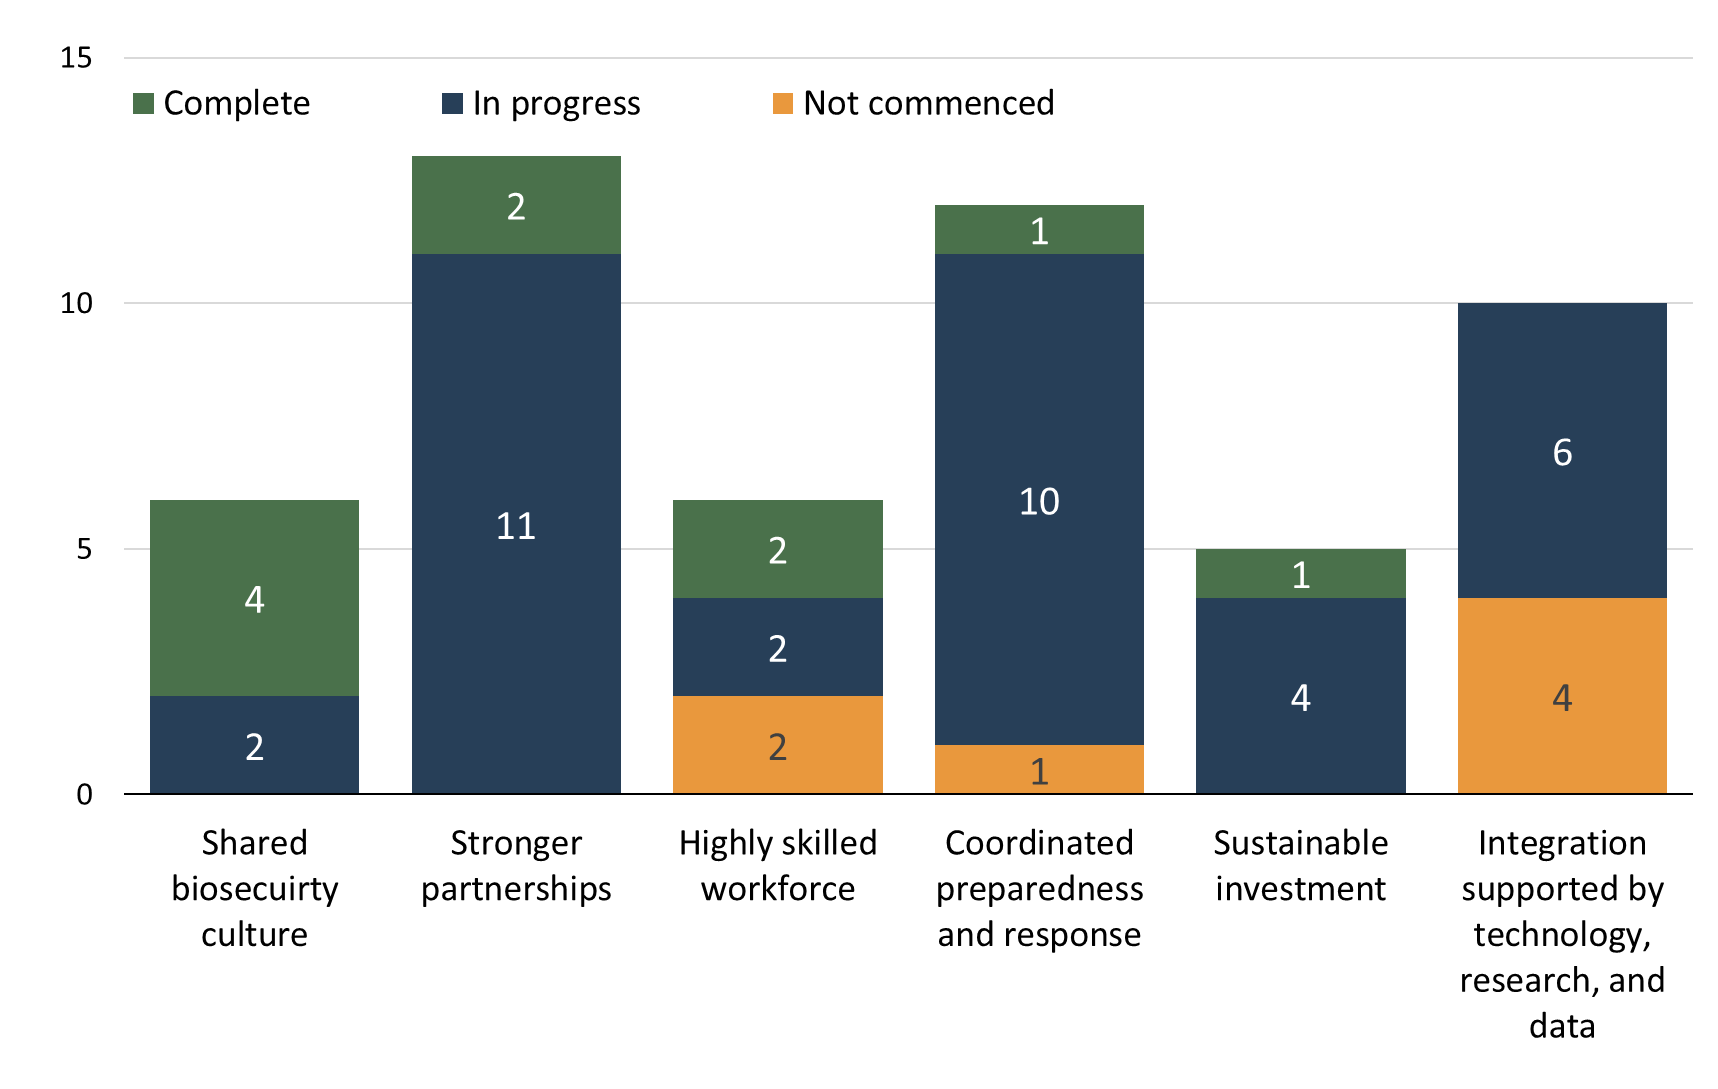 15
Complete In progress Not commenced
2
1
10
6
11
10
2
5
1
4
2
4
4
2
2
1
0
Shared
biosecuirty
culture
Stronger
partnerships
Highly skilled
workforce
Coordinated
preparedness
and response
Sustainable
investment
Integration
supported by
technology,
research, and
data